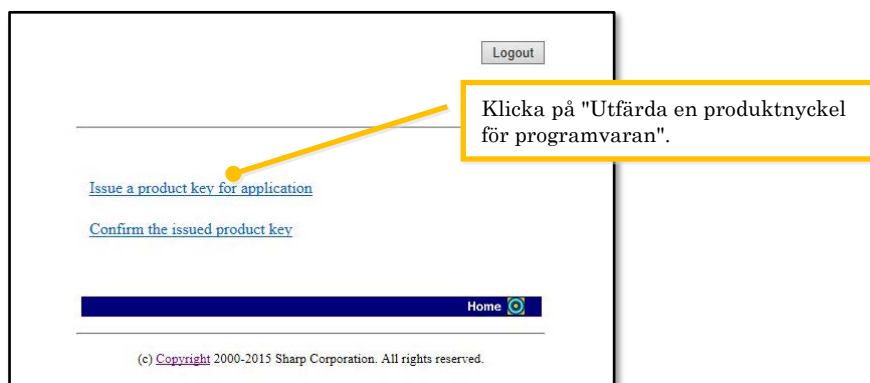 Logout
Klicka på "Utfärda en produktnyckel
för programvaran".
Issue a product key for application
Confirm the issued product key
Home
(c) Copyright 2000-2015 Sharp Corporation. All rights reserved.